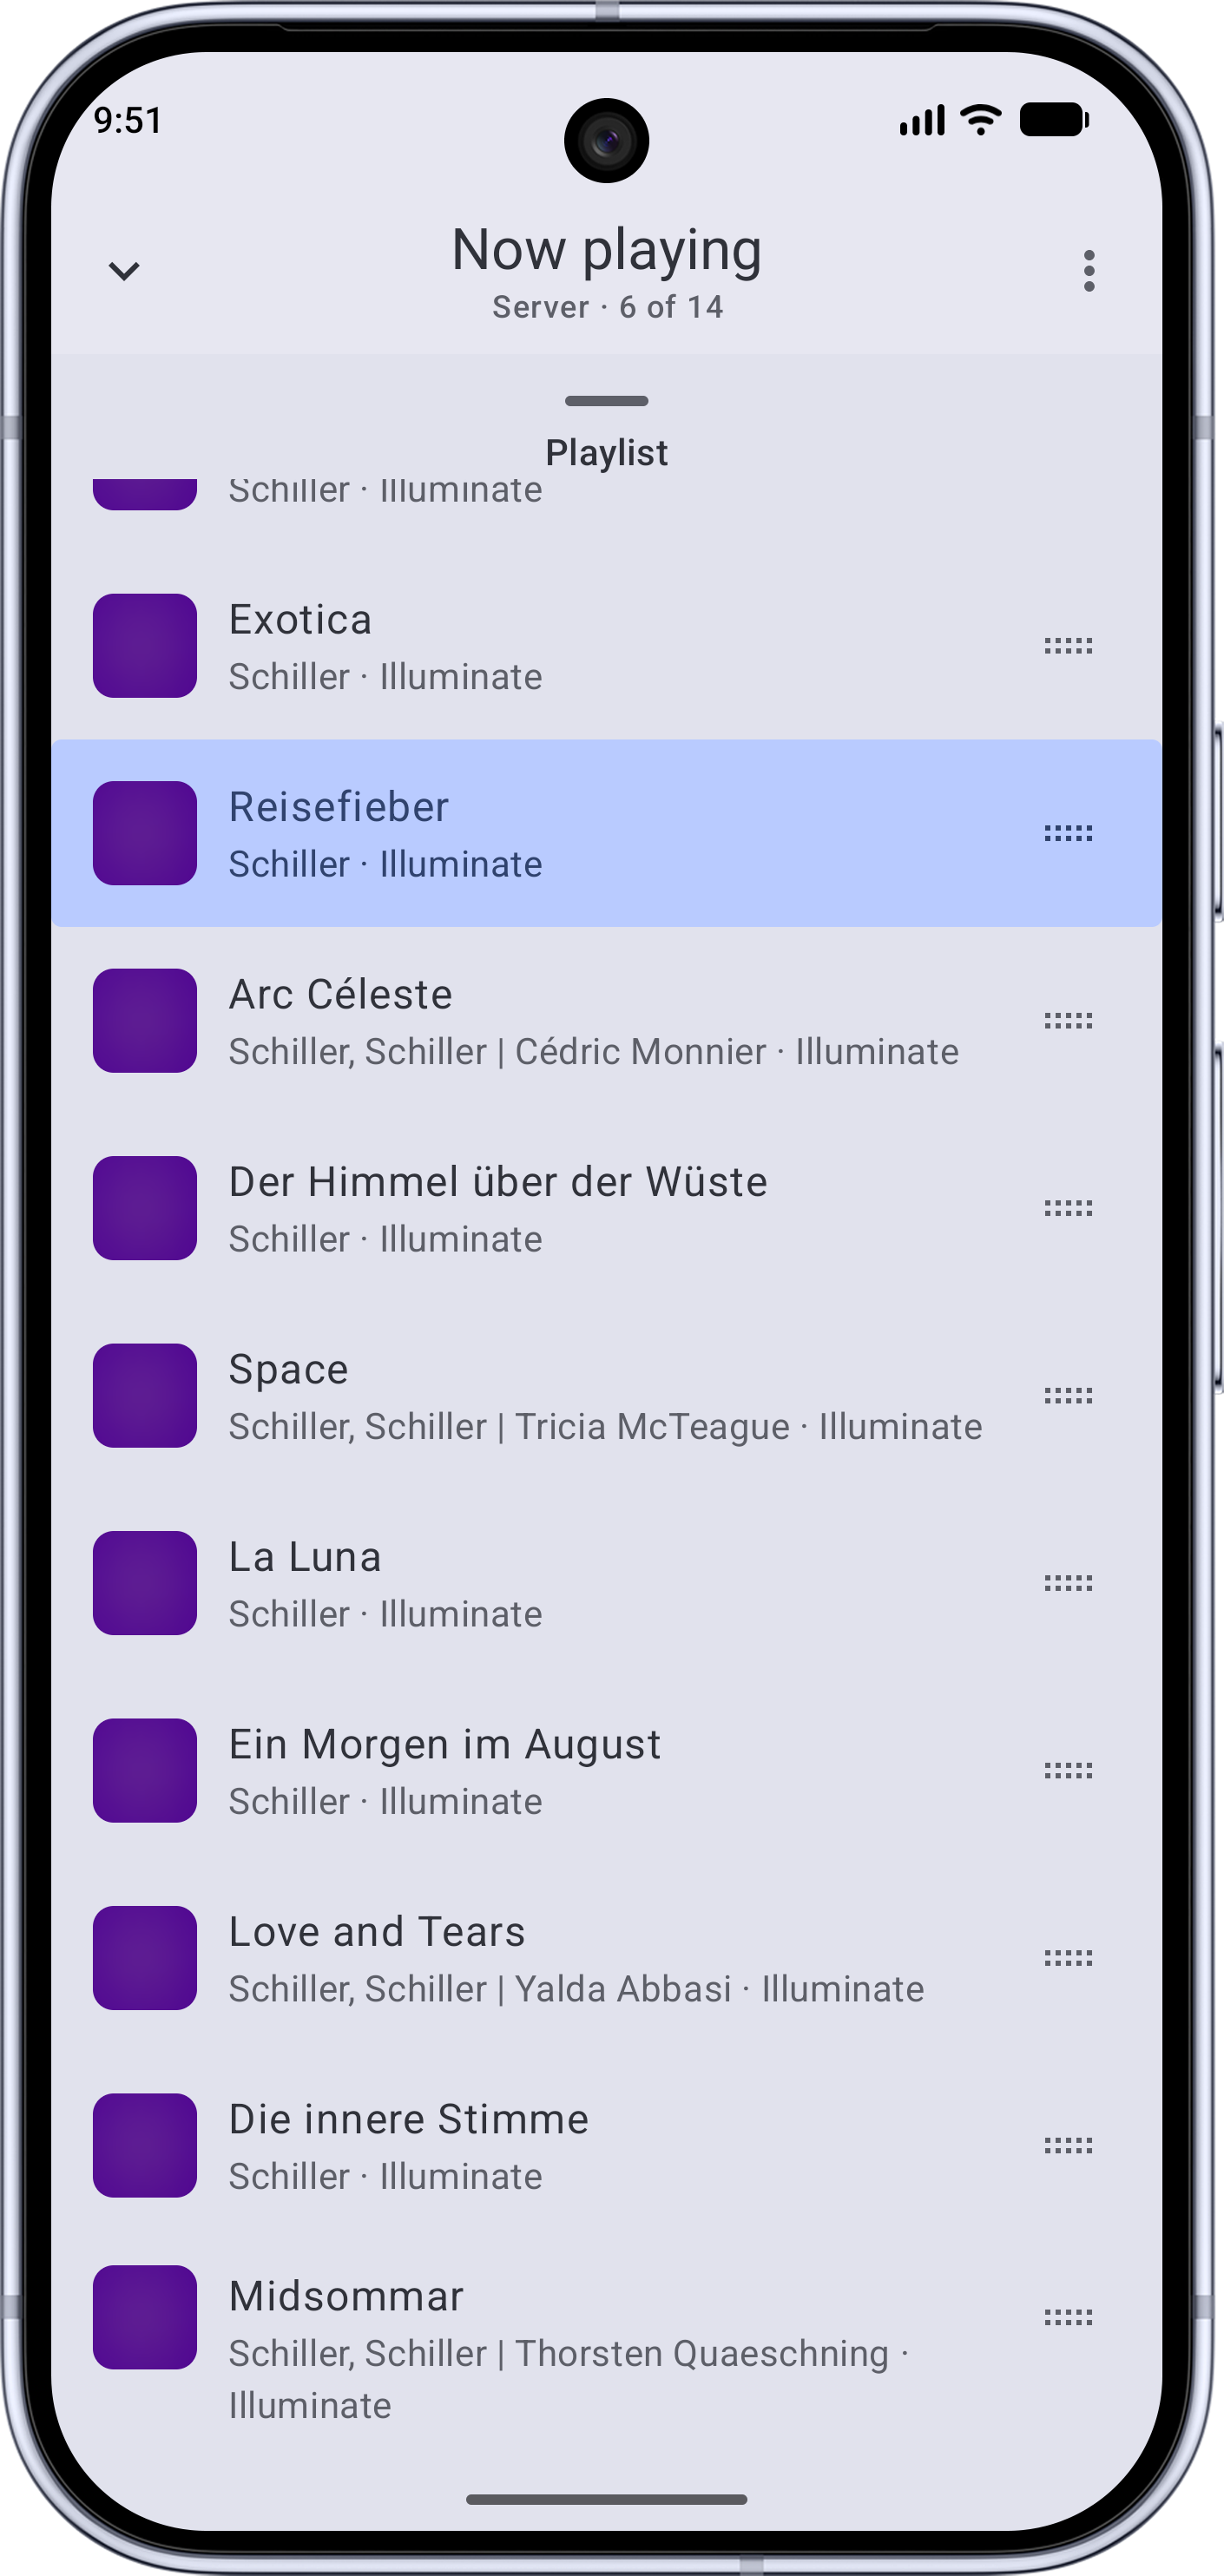 9:51
Now playing
Server · 6 of 14
Playlist
Schiller · Illuminate
Exotica
Schiller · Illuminate
Reisefieber
Schiller · Illuminate
Arc Céleste
Schiller, Schiller | Cédric Monnier · Illuminate
Der Himmel über der Wüste
Schiller · Illuminate
Space
Schiller, Schiller | Tricia McTeague · Illuminate
La Luna
Schiller · Illuminate
Ein Morgen im August
Schiller · Illuminate
Love and Tears
Schiller, Schiller | Yalda Abbasi · Illuminate
Die innere Stimme
Schiller · Illuminate
Midsommar
Schiller, Schiller | Thorsten Quaeschning ·
Illuminate